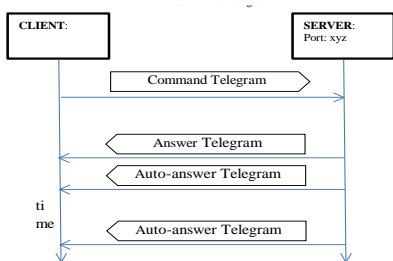 CLIENT:
SERVER:
Port: xyz
Command Telegram
Answer Telegram
Auto-answer Telegram
ti
me
Auto-answer Telegram